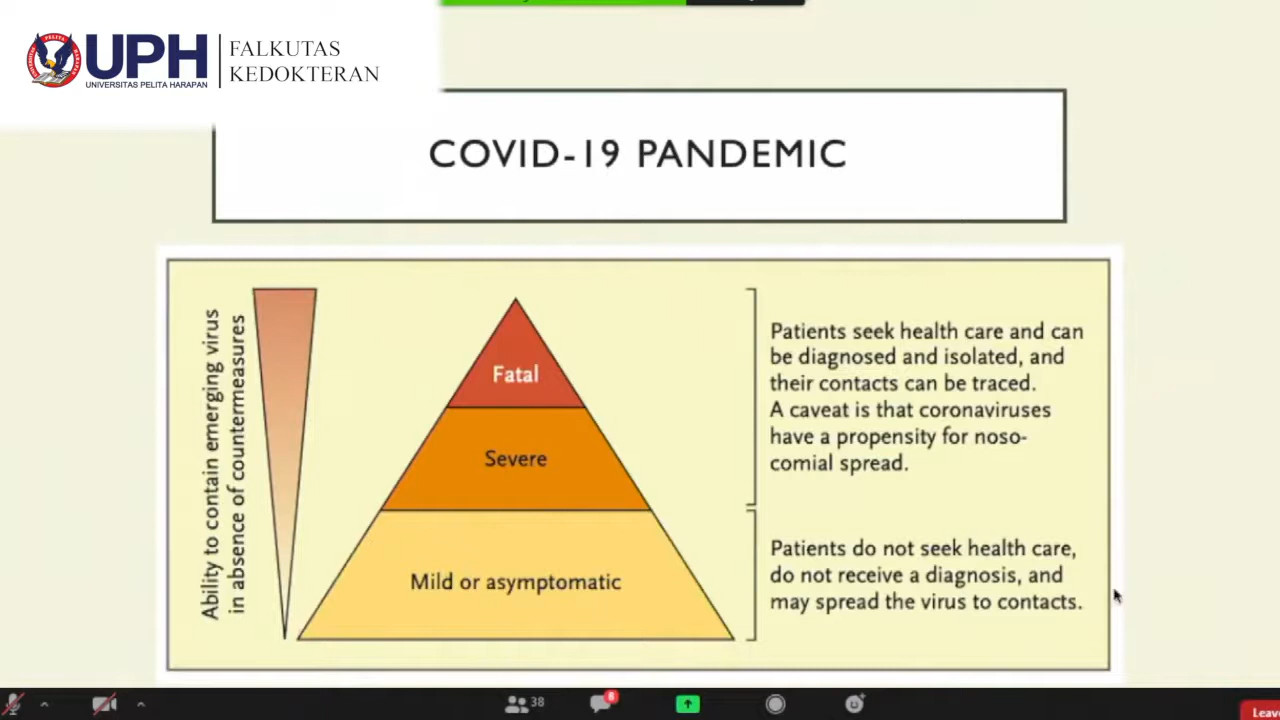 UPH
UNIVERSITAS PELITA HARAPAN
FALKUTAS
KEDOKTERAN
COVID-19 PANDEMIC
Ability to contain emerging virus
in absence of countermeasures
Fatal
Severe
Mild or asymptomatic
Patients seek health care and can
be diagnosed and isolated, and
their contacts can be traced.
A caveat is that coronaviruses
have a propensity for noso-
comial spread.
Patients do not seek health care,
do not receive a diagnosis, and
may spread the virus to contacts.
38
8
Leave